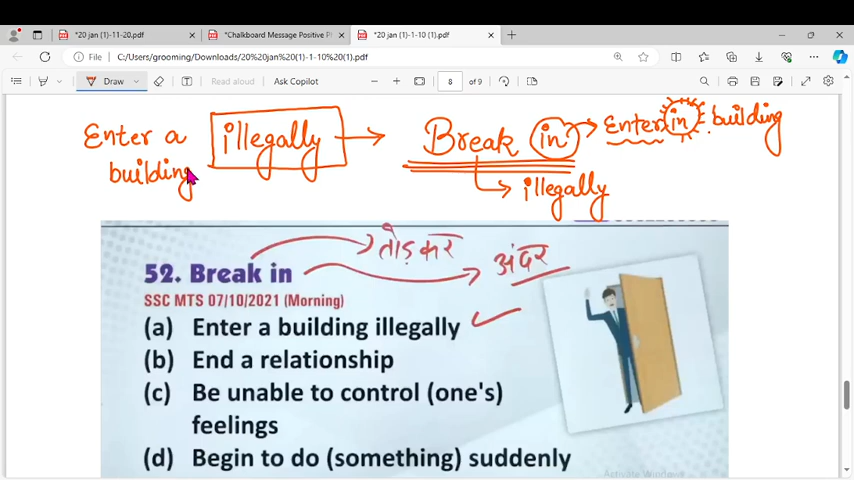 *20 jan (1)-11-20.pdf
*Chalkboard Message Positive P
*20 jan (1)-1-10 (1).pdf
File
C:/Users/grooming/Downloads/20%20jan%20(1)-1-10%20(1).pdf
Draw
Read aloud
Ask Copilot
8 of 9
Enter a building
illegally
Break in
Enter in building
illegally
तोड़कर
अंदर
52. Break in
SSC MTS 07/10/2021 (Morning)
(a) Enter a building illegally
(b) End a relationship
(c) Be unable to control (one's)
feelings
(d) Begin to do (something) suddenly
Activate Windows